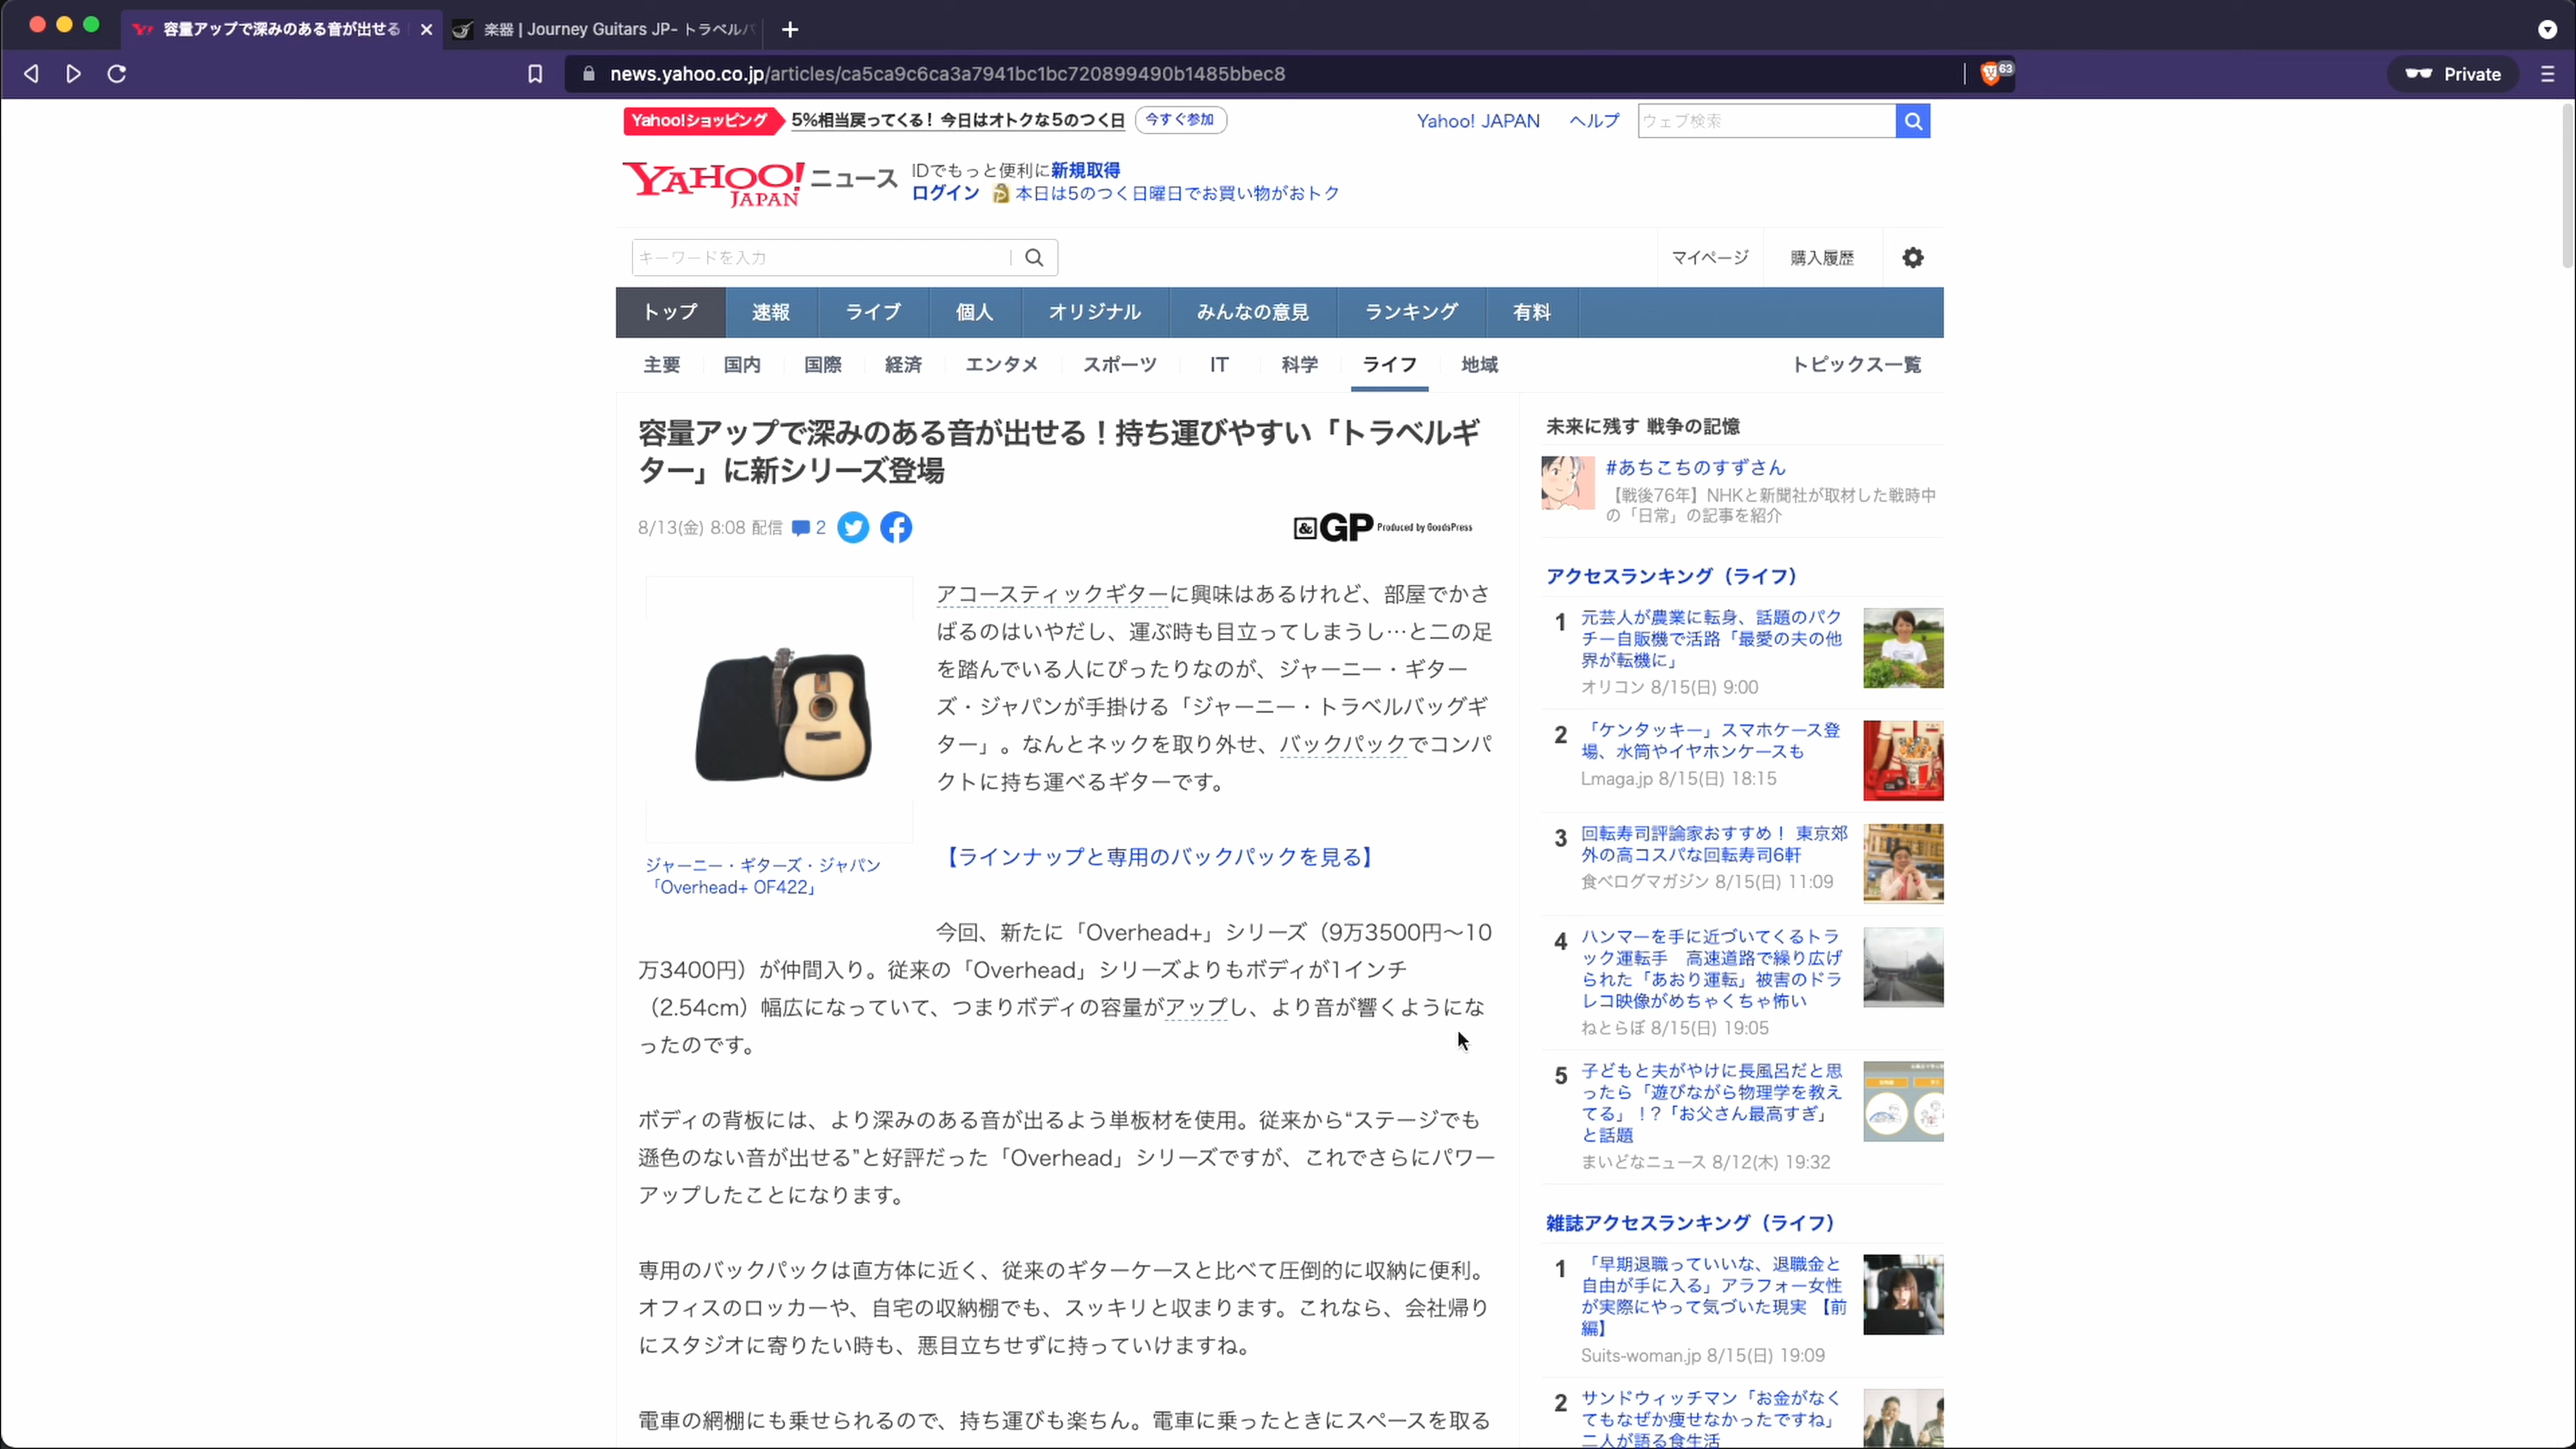 容量アップで深みのある音が出せる
楽器 | Journey Guitars JP- トラベルバ
news.yahoo.co.jp/articles/ca5ca9c6ca3a7941bc1bc720899490b1485bbec8
63
Private
Yahoo!ショッピング 5%相当戻ってくる！今日はオトクな5のつく日 今すぐ参加
Yahoo! JAPAN ヘルプ ウェブ検索
YAHOO! JAPAN ニュース
IDでもっと便利に新規取得
ログイン 本日は5のつく日曜日でお買い物がおトク
キーワードを入力
マイページ 購入履歴
トップ 速報 ライブ 個人 オリジナル みんなの意見 ランキング 有料
主要 国内 国際 経済 エンタメ スポーツ IT 科学 ライフ 地域 トピックス一覧
容量アップで深みのある音が出せる！持ち運びやすい「トラベルギ
ター」に新シリーズ登場
8/13(金) 8:08 配信 2
&GP Produced by GoodsPress
アコースティックギターに興味はあるけれど、部屋でかさ
ばるのはいやだし、運ぶ時も目立ってしまうし…と二の足
を踏んでいる人にぴったりなのが、ジャーニー・ギター
ズ・ジャパンが手掛ける「ジャーニー・トラベルバッグギ
ター」。なんとネックを取り外せ、バックパックでコンパ
クトに持ち運べるギターです。
【ラインナップと専用のバックパックを見る】
ジャーニー・ギターズ・ジャパン
「Overhead+ OF422」
今回、新たに「Overhead+」シリーズ（9万3500円〜10
万3400円）が仲間入り。従来の「Overhead」シリーズよりもボディが1インチ
（2.54cm）幅広になっていて、つまりボディの容量がアップし、より音が響くようにな
ったのです。
ボディの背板には、より深みのある音が出るよう単板材を使用。従来から“ステージでも
遜色のない音が出せる”と好評だった「Overhead」シリーズですが、これでさらにパワー
アップしたことになります。
専用のバックパックは直方体に近く、従来のギターケースと比べて圧倒的に収納に便利。
オフィスのロッカーや、自宅の収納棚でも、スッキリと収まります。これなら、会社帰り
にスタジオに寄りたい時も、悪目立ちせずに持っていけますね。
電車の網棚にも乗せられるので、持ち運びも楽ちん。電車に乗ったときにスペースを取る
未来に残す 戦争の記憶
#あちこちのすずさん
【戦後76年】NHKと新聞社が取材した戦時中
の「日常」の記事を紹介
アクセスランキング（ライフ）
1 元芸人が農業に転身、話題のパク
チー自販機で活路「最愛の夫の他
界が転機に」
オリコン 8/15(日) 9:00
2 「ケンタッキー」スマホケース登
場、水筒やイヤホンケースも
Lmaga.jp 8/15(日) 18:15
3 回転寿司評論家おすすめ！ 東京郊
外の高コスパな回転寿司6軒
食べログマガジン 8/15(日) 11:09
4 ハンマーを手に近づいてくるトラ
ック運転手　高速道路で繰り広げ
られた「あおり運転」被害のドラ
レコ映像がめちゃくちゃ怖い
ねとらぼ 8/15(日) 19:05
5 子どもと夫がやけに長風呂だと思
ったら「遊びながら物理学を教え
てる」！?「お父さん最高すぎ」
と話題
まいどなニュース 8/12(木) 19:32
雑誌アクセスランキング（ライフ）
1 「早期退職っていいな、退職金と
自由が手に入る」アラフォー女性
が実際にやって気づいた現実 【前
編】
Suits-woman.jp 8/15(日) 19:09
2 サンドウィッチマン「お金がなく
てもなぜか痩せなかったですね」
二人が語る食生活